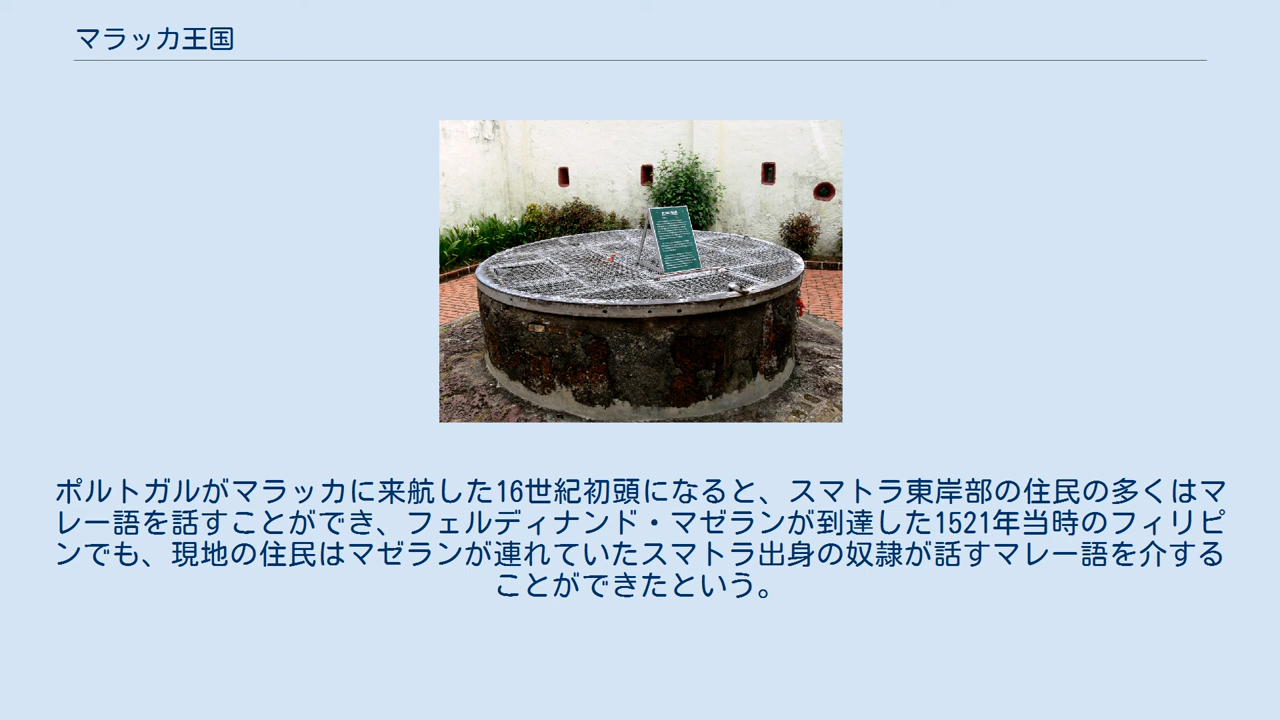 マラッカ王国
ポルトガルがマラッカに来航した16世紀初頭になると、スマトラ東岸部の住民の多くはマ
レー語を話すことができ、フェルディナンド・マゼランが到達した1521年当時のフィリピ
ンでも、現地の住民はマゼランが連れていたスマトラ出身の奴隷が話すマレー語を介する
ことができたという。